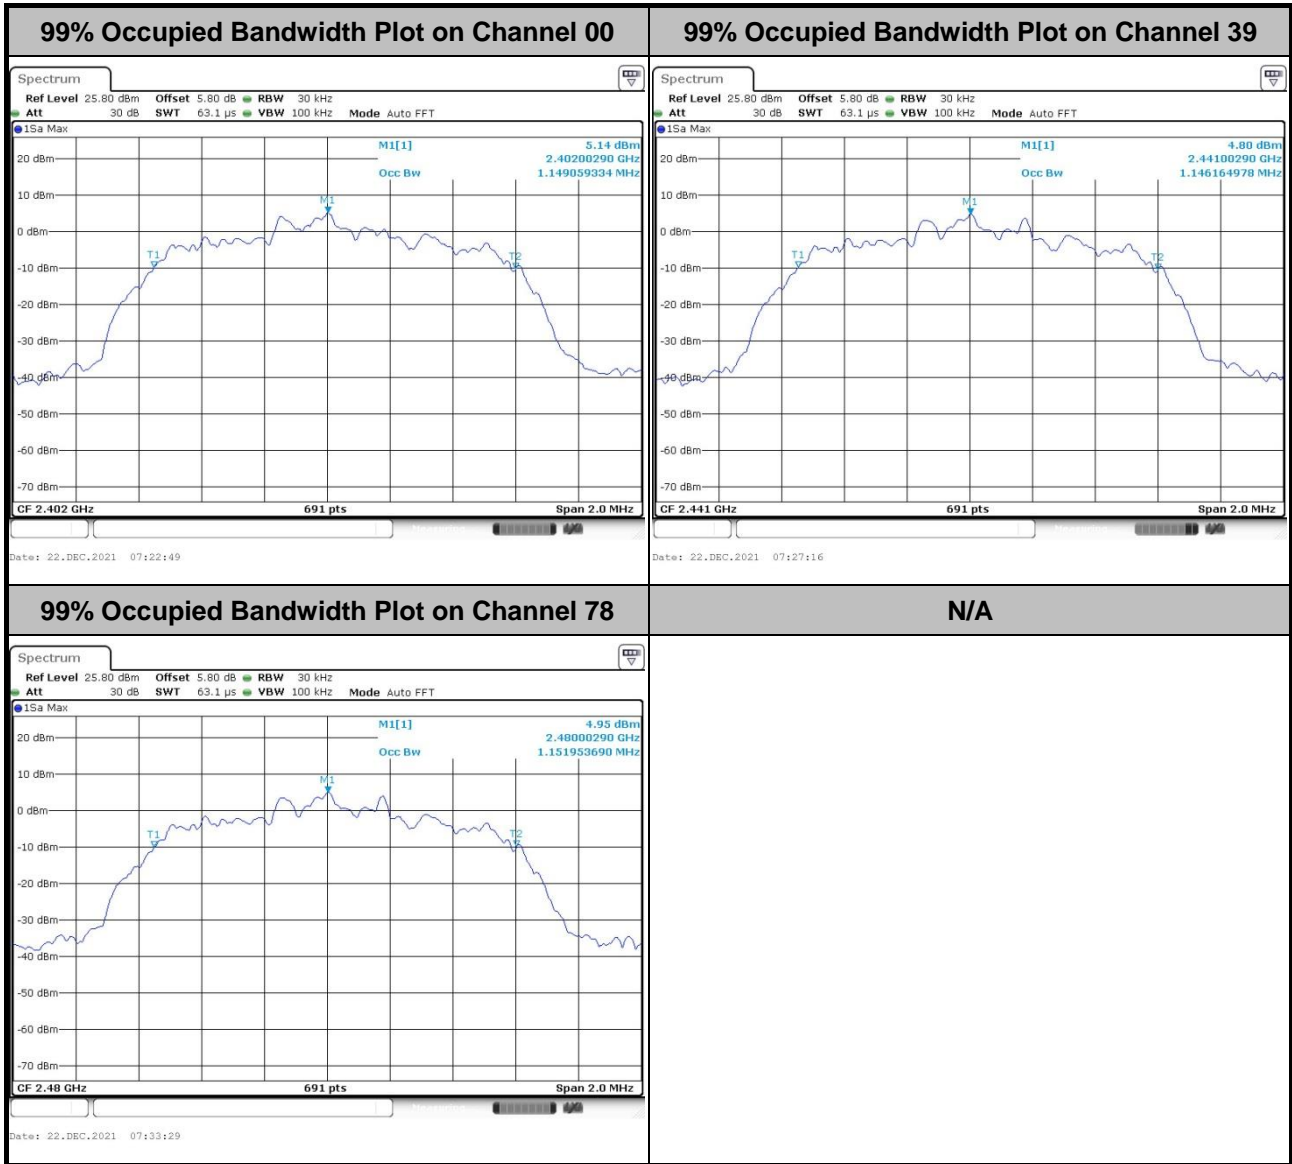 99% Occupied Bandwidth Plot on Channel 00
Spectrum
Ref Level 25.80 dBm Offset 5.80 dB RBW 30 kHz
Att 30 dB SWT 63.1 µs VBW 100 kHz Mode Auto FFT
1Sa Max
M1[1] 5.14 dBm
2.40200290 GHz
Occ Bw 1.149059334 MHz
20 dBm
10 dBm
M1
0 dBm
T1
T2
-10 dBm
-20 dBm
-30 dBm
-40 dBm
-50 dBm
-60 dBm
-70 dBm
CF 2.402 GHz 691 pts Span 2.0 MHz
Date: 22.DEC.2021 07:22:49
99% Occupied Bandwidth Plot on Channel 39
Spectrum
Ref Level 25.80 dBm Offset 5.80 dB RBW 30 kHz
Att 30 dB SWT 63.1 µs VBW 100 kHz Mode Auto FFT
1Sa Max
M1[1] 4.80 dBm
2.44100290 GHz
Occ Bw 1.146164978 MHz
20 dBm
10 dBm
M1
0 dBm
T1
T2
-10 dBm
-20 dBm
-30 dBm
-40 dBm
-50 dBm
-60 dBm
-70 dBm
CF 2.441 GHz 691 pts Span 2.0 MHz
Date: 22.DEC.2021 07:27:16
99% Occupied Bandwidth Plot on Channel 78
Spectrum
Ref Level 25.80 dBm Offset 5.80 dB RBW 30 kHz
Att 30 dB SWT 63.1 µs VBW 100 kHz Mode Auto FFT
1Sa Max
M1[1] 4.95 dBm
2.48000290 GHz
Occ Bw 1.151953690 MHz
20 dBm
10 dBm
M1
0 dBm
T1
T2
-10 dBm
-20 dBm
-30 dBm
-40 dBm
-50 dBm
-60 dBm
-70 dBm
CF 2.48 GHz 691 pts Span 2.0 MHz
Date: 22.DEC.2021 07:33:29
N/A